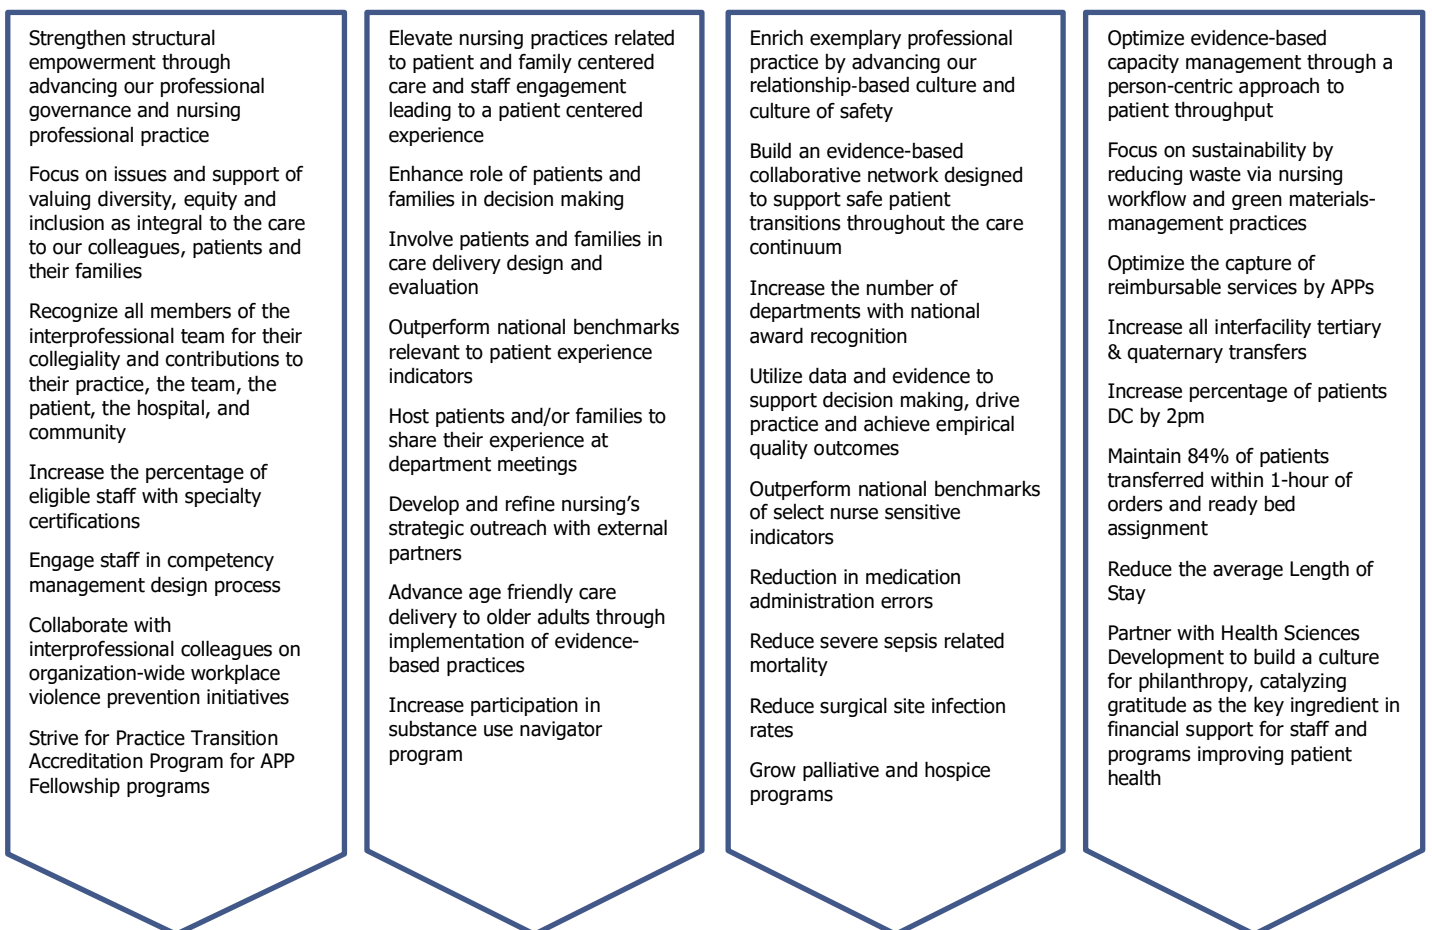 Strengthen structural
empowerment through
advancing our professional
governance and nursing
professional practice
Focus on issues and support of
valuing diversity, equity and
inclusion as integral to the care
to our colleagues, patients and
their families
Recognize all members of the
interprofessional team for their
collegiality and contributions to
their practice, the team, the
patient, the hospital, and
community
Increase the percentage of
eligible staff with specialty
certifications
Engage staff in competency
management design process
Collaborate with
interprofessional colleagues on
organization-wide workplace
violence prevention initiatives
Strive for Practice Transition
Accreditation Program for APP
Fellowship programs
Elevate nursing practices related
to patient and family centered
care and staff engagement
leading to a patient centered
experience
Enhance role of patients and
families in decision making
Involve patients and families in
care delivery design and
evaluation
Outperform national benchmarks
relevant to patient experience
indicators
Host patients and/or families to
share their experience at
department meetings
Develop and refine nursing’s
strategic outreach with external
partners
Advance age friendly care
delivery to older adults through
implementation of evidence-
based practices
Increase participation in
substance use navigator
program
Enrich exemplary professional
practice by advancing our
relationship-based culture and
culture of safety
Build an evidence-based
collaborative network designed
to support safe patient
transitions throughout the care
continuum
Increase the number of
departments with national
award recognition
Utilize data and evidence to
support decision making, drive
practice and achieve empirical
quality outcomes
Outperform national benchmarks
of select nurse sensitive
indicators
Reduction in medication
administration errors
Reduce severe sepsis related
mortality
Reduce surgical site infection
rates
Grow palliative and hospice
programs
Optimize evidence-based
capacity management through a
person-centric approach to
patient throughput
Focus on sustainability by
reducing waste via nursing
workflow and green materials-
management practices
Optimize the capture of
reimbursable services by APPs
Increase all interfacility tertiary
& quaternary transfers
Increase percentage of patients
DC by 2pm
Maintain 84% of patients
transferred within 1-hour of
orders and ready bed
assignment
Reduce the average Length of
Stay
Partner with Health Sciences
Development to build a culture
for philanthropy, catalyzing
gratitude as the key ingredient in
financial support for staff and
programs improving patient
health